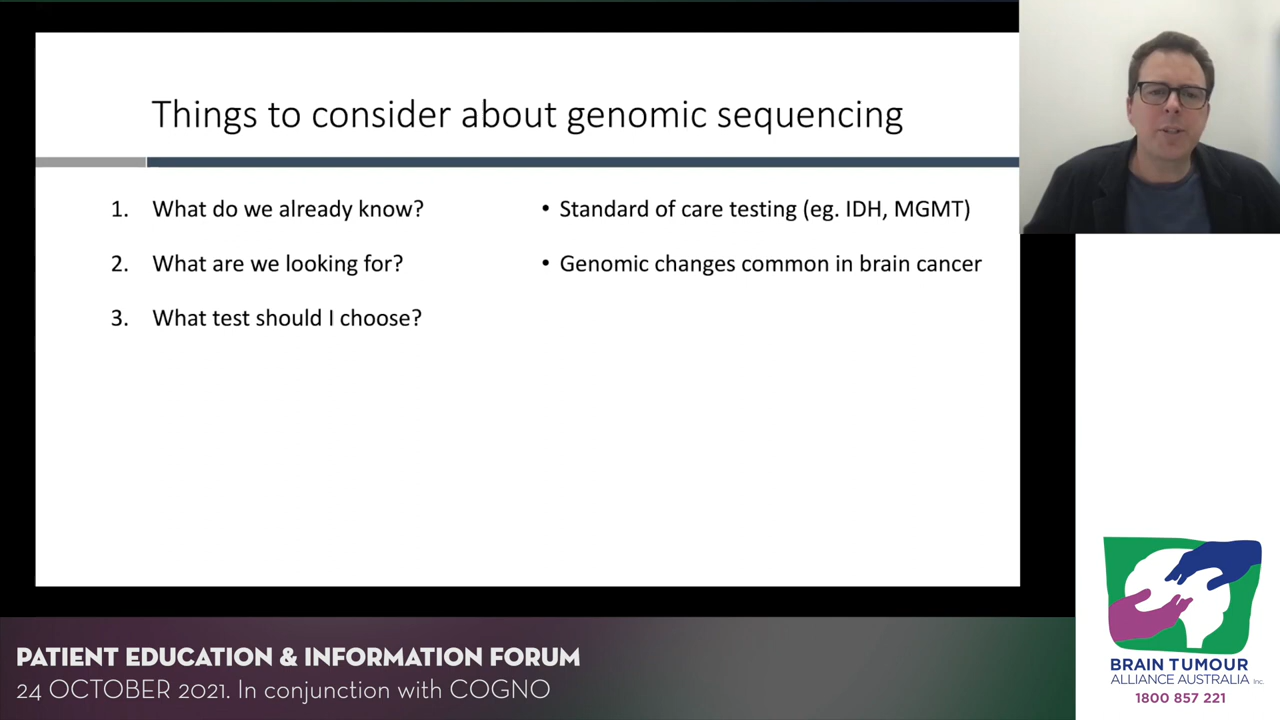 Things to consider about genomic sequencing
1. What do we already know?
• Standard of care testing (eg. IDH, MGMT)
2. What are we looking for?
• Genomic changes common in brain cancer
3. What test should I choose?
PATIENT EDUCATION & INFORMATION FORUM
24 OCTOBER 2021. In conjunction with COGNO
BRAIN TUMOUR
ALLIANCE AUSTRALIA Inc.
1800 857 221